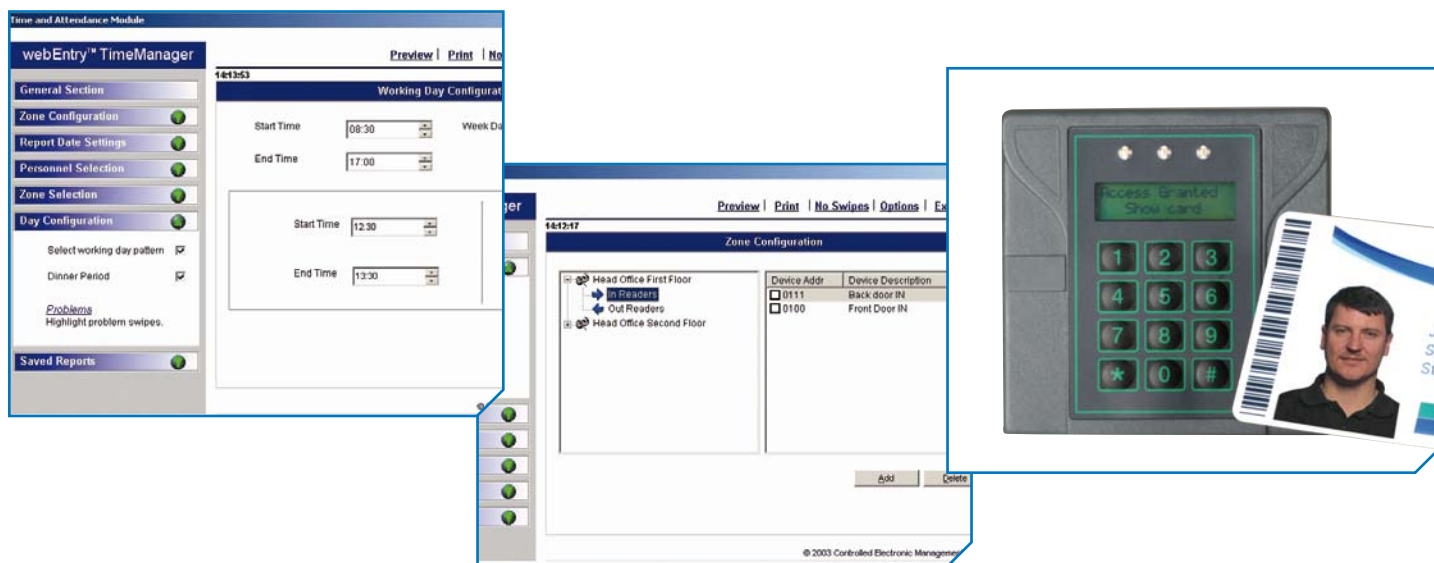 Time and Attendance Module
webEntry™ TimeManager
Preview | Print | No
14:13:53
General Section
Working Day Configurat
Zone Configuration
Start Time 08:30 Week Da
Report Date Settings
End Time 17:00
Personnel Selection
Zone Selection
Day Configuration
Start Time 12:30
Select working day pattern
End Time 13:30
Dinner Period
Problems
Highlight problem swipes.
Saved Reports
ger
Preview | Print | No Swipes | Options | Ex
14:12:17
Zone Configuration
Head Office First Floor
In Readers
Out Readers
Head Office Second Floor
Device Addr Device Description
0111 Back door IN
0100 Front Door IN
Add Delete
© 2003 Controlled Electronic Managemen
Access Granted
Show card
1 2 3
4 5 6
7 8 9
* 0 #